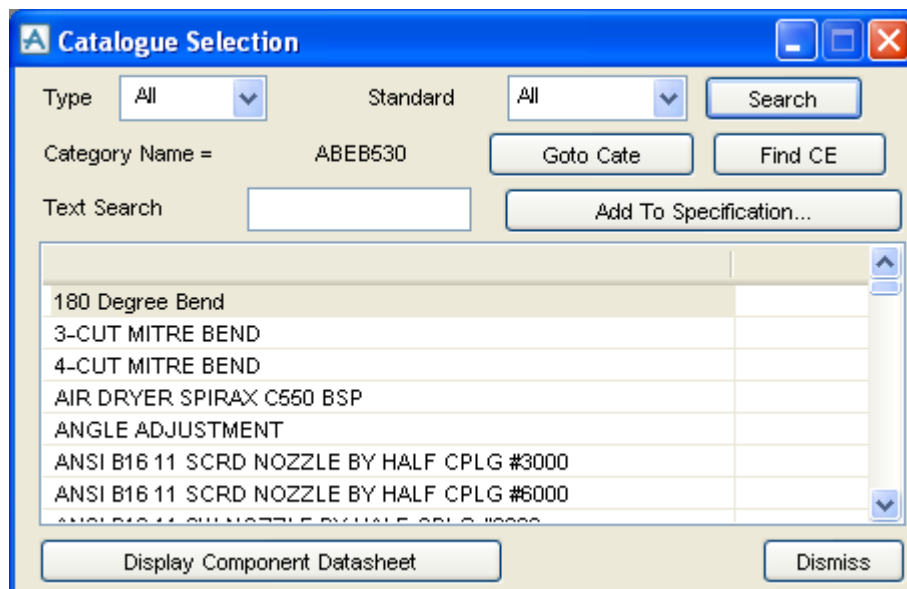 Catalogue Selection
Type All Standard All Search
Category Name = ABEB530 Goto Cate Find CE
Text Search Add To Specification...
180 Degree Bend
3-CUT MITRE BEND
4-CUT MITRE BEND
AIR DRYER SPIRAX C550 BSP
ANGLE ADJUSTMENT
ANSI B16 11 SCRD NOZZLE BY HALF CPLG #3000
ANSI B16 11 SCRD NOZZLE BY HALF CPLG #6000
Display Component Datasheet Dismiss